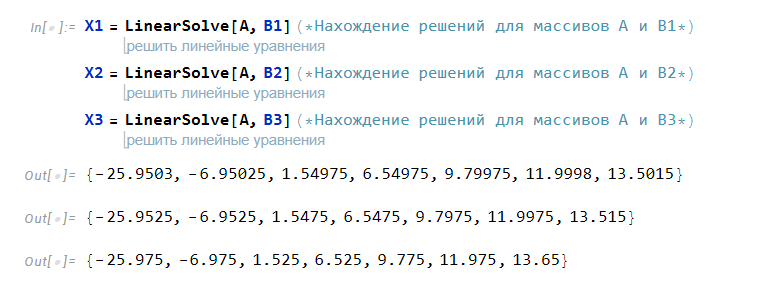 In[◦]:= X1 = LinearSolve[A, B1] (*Нахождение решений для массивов A и B1*)
решить линейные уравнения
X2 = LinearSolve[A, B2] (*Нахождение решений для массивов A и B2*)
решить линейные уравнения
X3 = LinearSolve[A, B3] (*Нахождение решений для массивов A и B3*)
решить линейные уравнения
Out[◦]= {-25.9503, -6.95025, 1.54975, 6.54975, 9.79975, 11.9998, 13.5015}
Out[◦]= {-25.9525, -6.9525, 1.5475, 6.5475, 9.7975, 11.9975, 13.515}
Out[◦]= {-25.975, -6.975, 1.525, 6.525, 9.775, 11.975, 13.65}